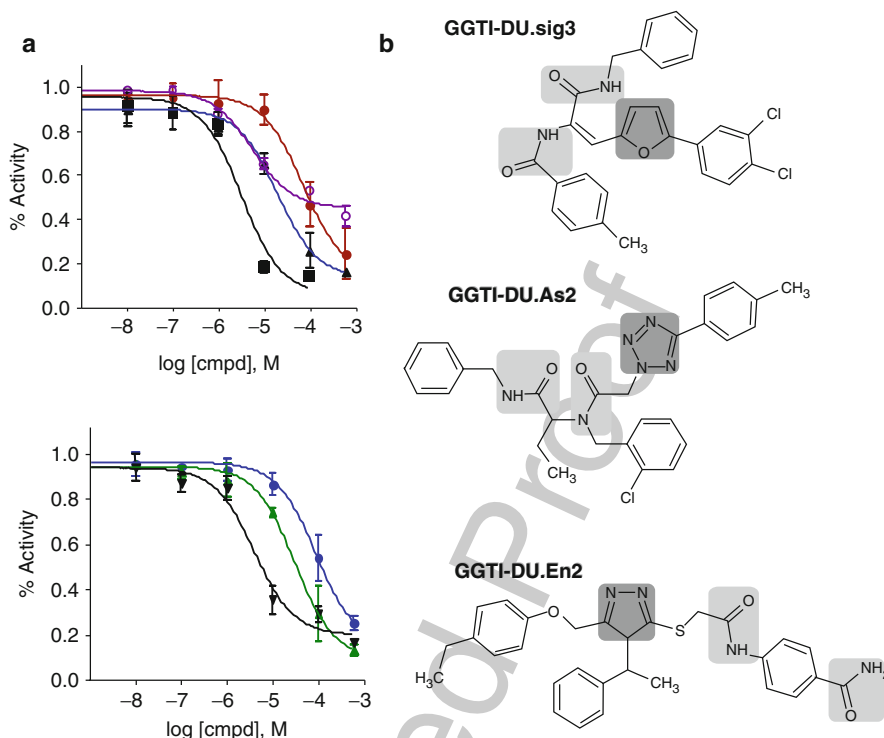 a
b
1.0
0.8
0.6
0.4
0.2
0.0
% Activity
−8 −7 −6 −5 −4 −3
log [cmpd], M
1.0
0.8
0.6
0.4
0.2
0.0
% Activity
−8 −7 −6 −5 −4 −3
log [cmpd], M
GGTI-DU.sig3
O
NH
NH
O
O
Cl
Cl
CH3
GGTI-DU.As2
CH3
N
N
N
N
O
NH
O
N
CH3
Cl
GGTI-DU.En2
N N
O
S
O
NH
CH3
CH3
O
ed Proof